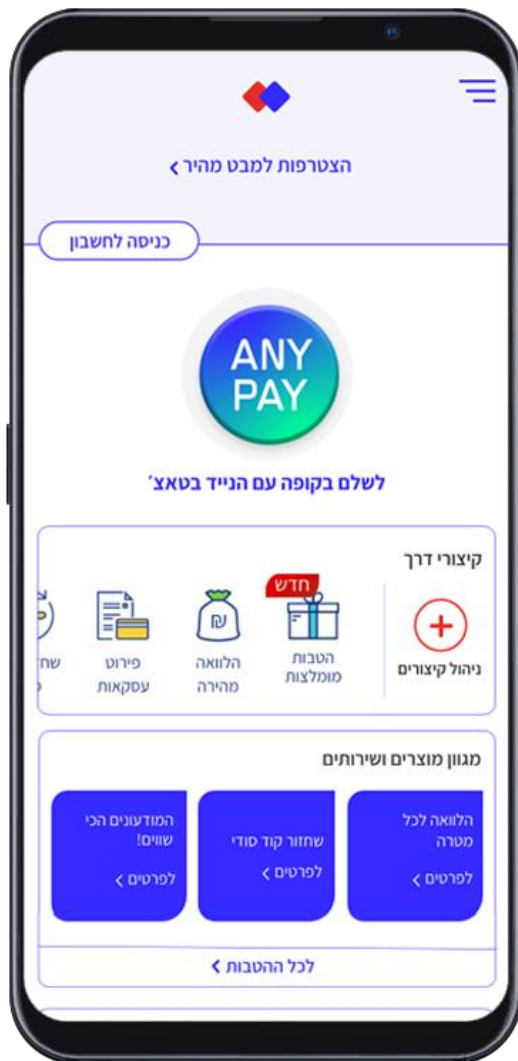 הצטרפות למבט מהיר
כניסה לחשבון
ANY
PAY
לשלם בקופה עם הנייד בטאצ׳
קיצורי דרך
חדש
ניהול קיצורים
הטבות
מומלצות
הלוואה
מהירה
פירוט
עסקאות
מגוון מוצרים ושירותים
הלוואה לכל
מטרה
לפרטים
שחזור קוד סודי
לפרטים
המודעונים הכי
שווים!
לפרטים
לכל ההטבות